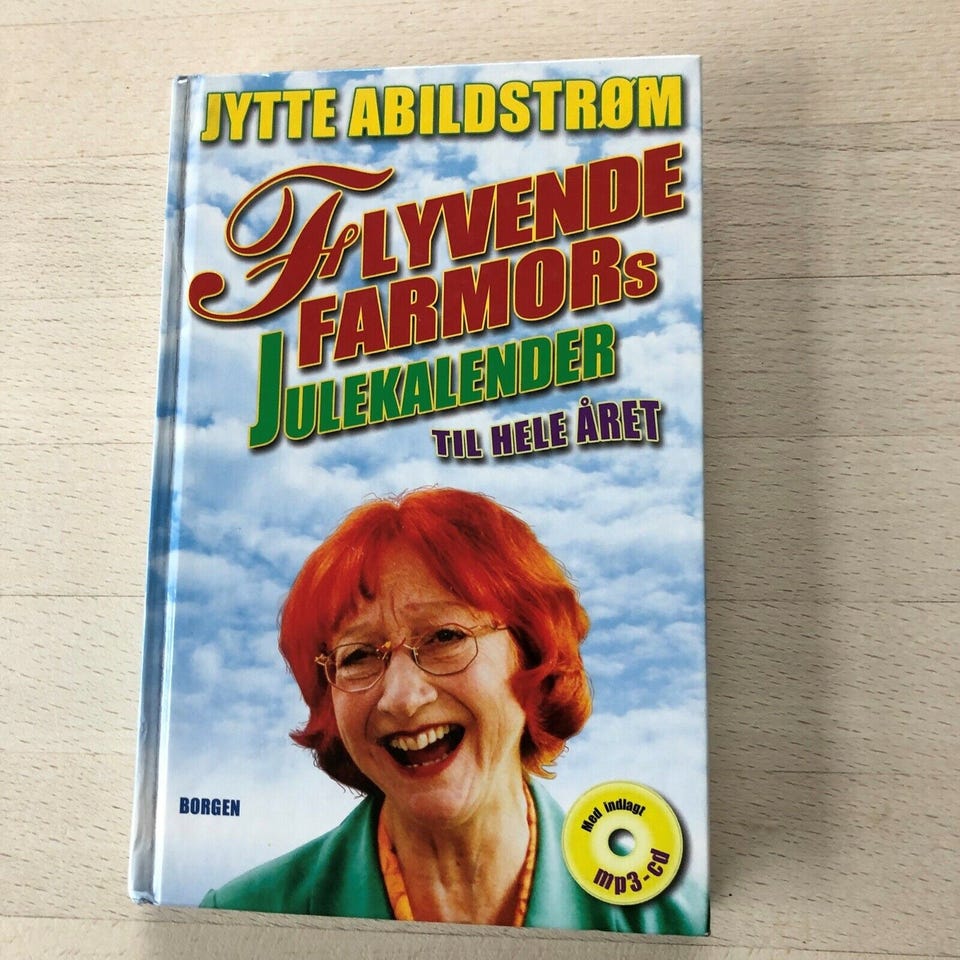 JYTTE ABILDSTRØM
FLYVENDE
FARMORs
JULEKALENDER
TIL HELE ÅRET
BORGEN
Med indlagt
mp3-cd